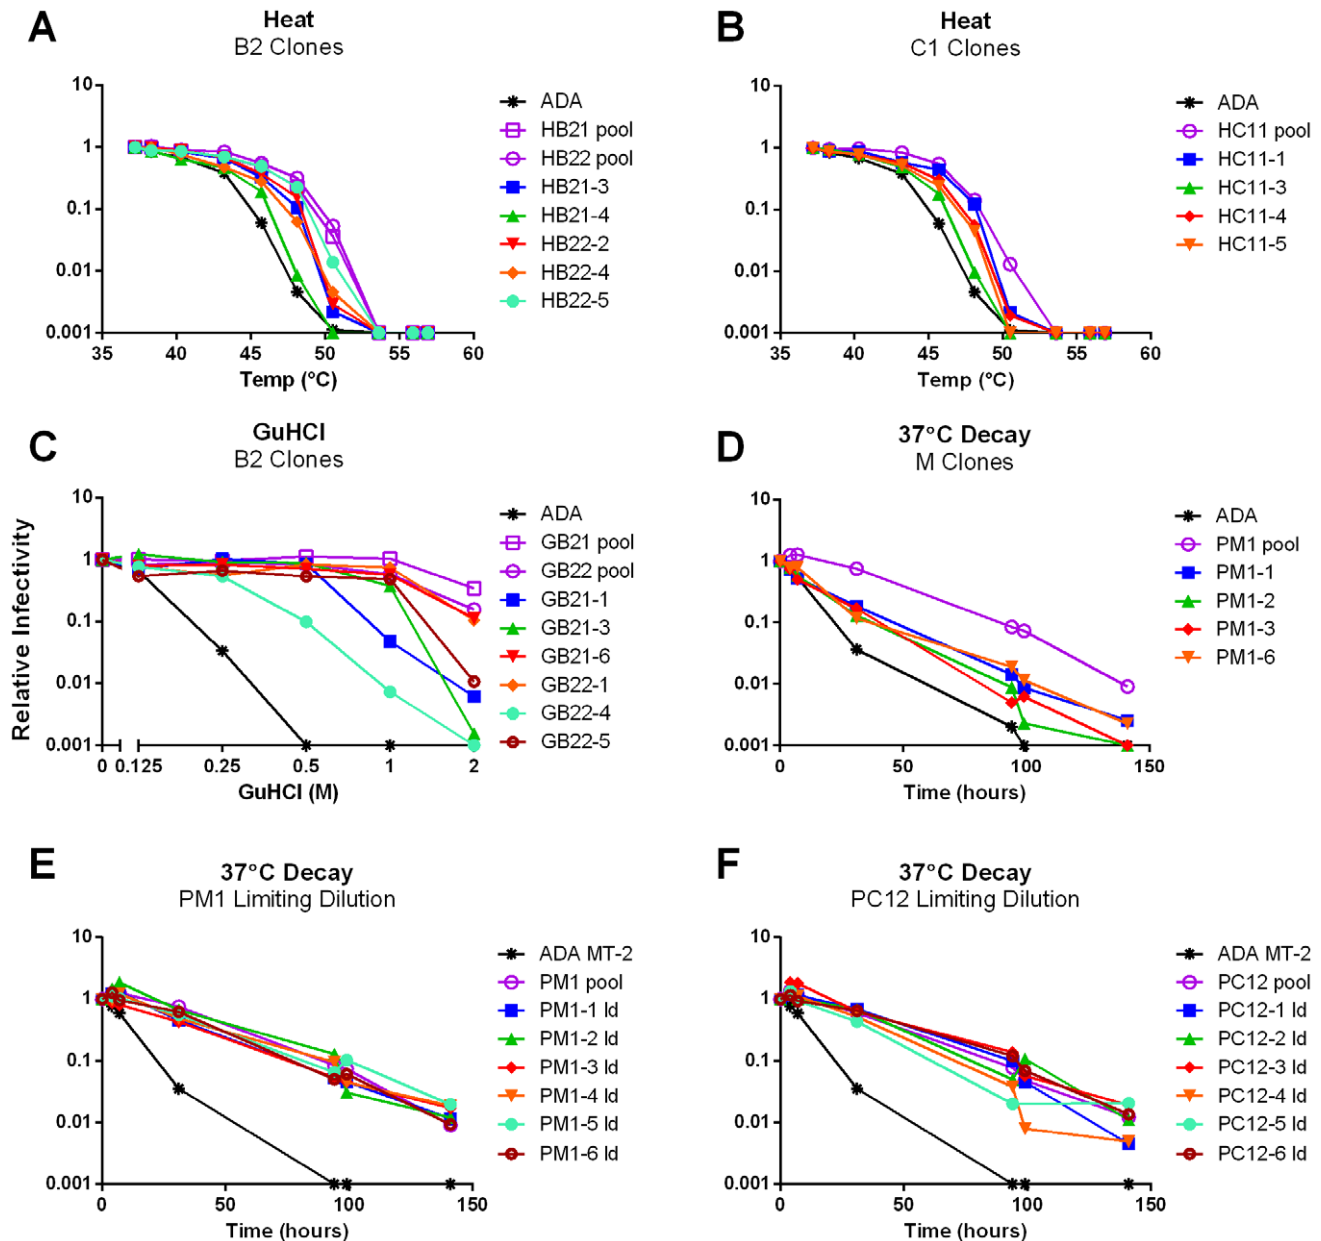 A
Heat
B2 Clones
10
1
0.1
0.01
0.001
35 40 45 50 55 60
Temp (°C)
ADA
HB21 pool
HB22 pool
HB21-3
HB21-4
HB22-2
HB22-4
HB22-5
B
Heat
C1 Clones
10
1
0.1
0.01
0.001
35 40 45 50 55 60
Temp (°C)
ADA
HC11 pool
HC11-1
HC11-3
HC11-4
HC11-5
C
GuHCl
B2 Clones
Relative Infectivity
10
1
0.1
0.01
0.001
0 0.125 0.25 0.5 1 2
GuHCl (M)
ADA
GB21 pool
GB22 pool
GB21-1
GB21-3
GB21-6
GB22-1
GB22-4
GB22-5
D
37°C Decay
M Clones
10
1
0.1
0.01
0.001
0 50 100 150
Time (hours)
ADA
PM1 pool
PM1-1
PM1-2
PM1-3
PM1-6
E
37°C Decay
PM1 Limiting Dilution
10
1
0.1
0.01
0.001
0 50 100 150
Time (hours)
ADA MT-2
PM1 pool
PM1-1 ld
PM1-2 ld
PM1-3 ld
PM1-4 ld
PM1-5 ld
PM1-6 ld
F
37°C Decay
PC12 Limiting Dilution
10
1
0.1
0.01
0.001
0 50 100 150
Time (hours)
ADA MT-2
PC12 pool
PC12-1 ld
PC12-2 ld
PC12-3 ld
PC12-4 ld
PC12-5 ld
PC12-6 ld